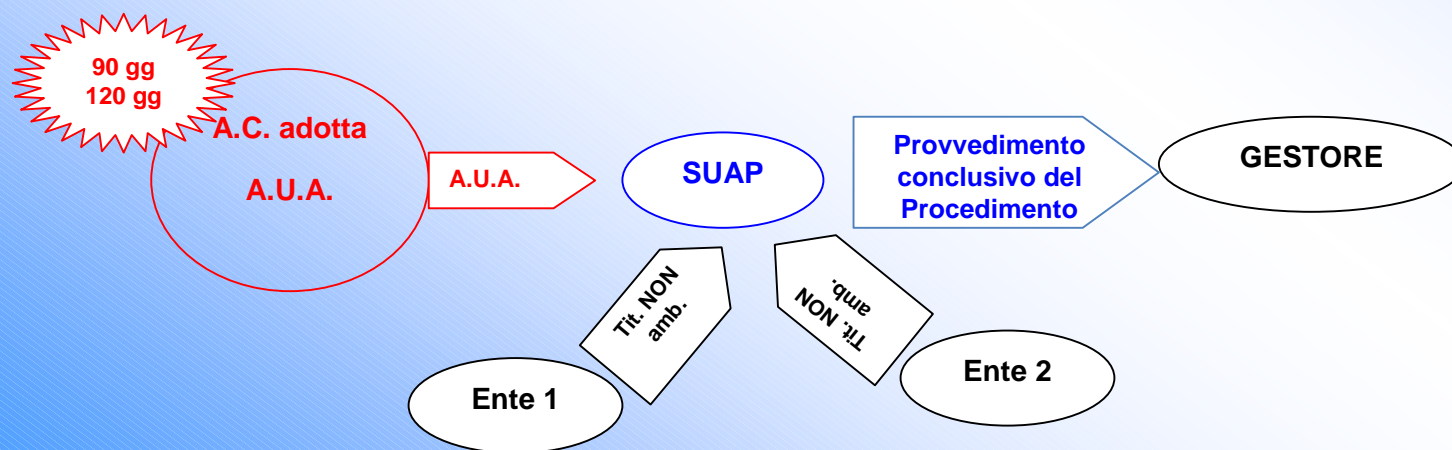 90 gg
120 gg
A.C. adotta
A.U.A.
A.U.A.
SUAP
Provvedimento
conclusivo del
Procedimento
GESTORE
Tit. NON
amb.
Tit. NON
amb.
Ente 1
Ente 2